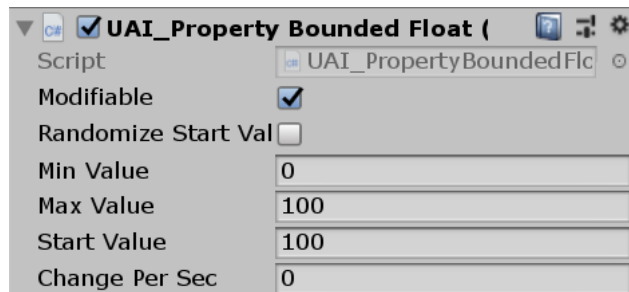 UAI_Property Bounded Float (
Script UAI_PropertyBoundedFlo
Modifiable
Randomize Start Val
Min Value 0
Max Value 100
Start Value 100
Change Per Sec 0